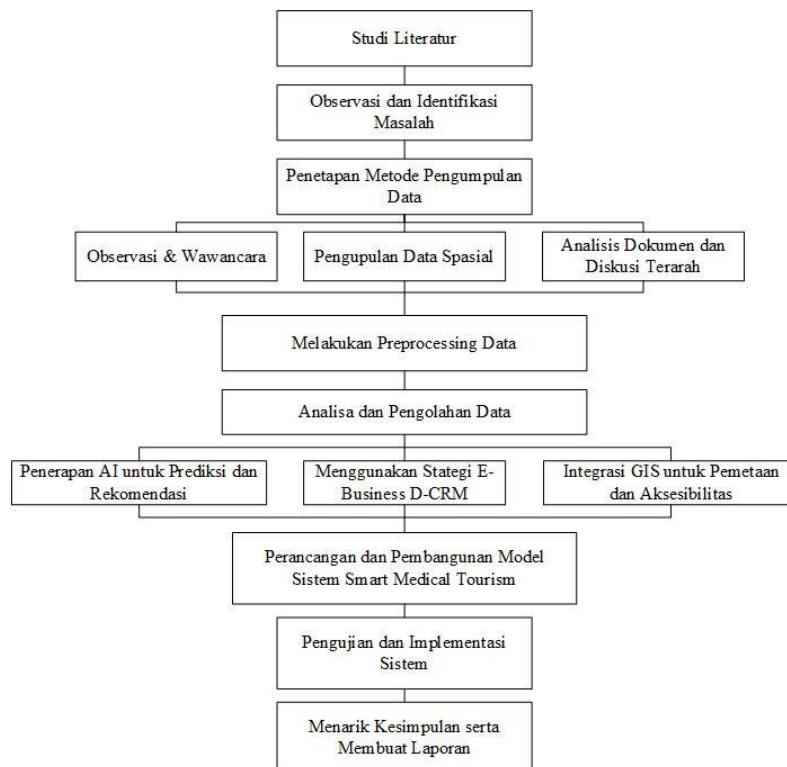 Studi Literatur
Observasi dan Identifikasi
Masalah
Penetapan Metode Pengumpulan
Data
Observasi & Wawancara
Pengupulan Data Spasial
Analisis Dokumen dan
Diskusi Terarah
Melakukan Preprocessing Data
Analisa dan Pengolahan Data
Penerapan AI untuk Prediksi dan
Rekomendasi
Menggunakan Stategi E-
Business D-CRM
Integrasi GIS untuk Pemetaan
dan Aksesibilitas
Perancangan dan Pembangunan Model
Sistem Smart Medical Tourism
Pengujian dan Implementasi
Sistem
Menarik Kesimpulan serta
Membuat Laporan